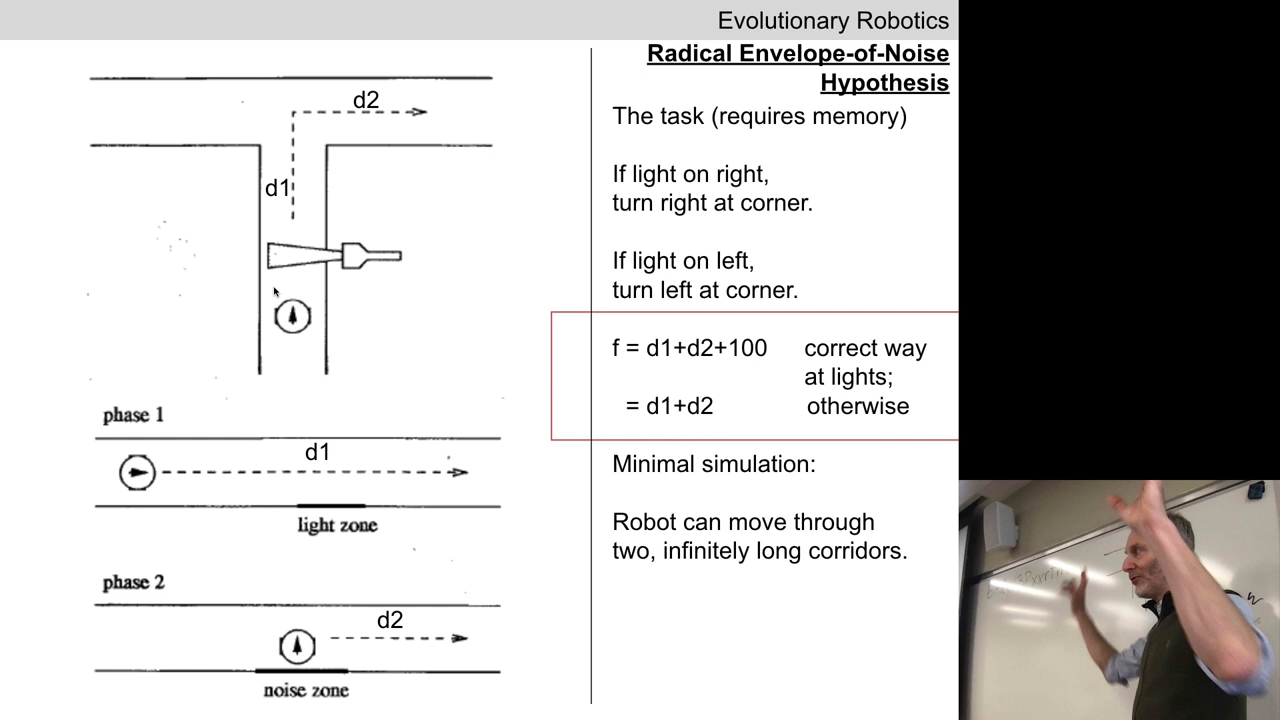 Evolutionary Robotics
Radical Envelope-of-Noise
Hypothesis
The task (requires memory)
If light on right,
turn right at corner.
If light on left,
turn left at corner.
f = d1+d2+100 correct way
at lights;
= d1+d2 otherwise
Minimal simulation:
Robot can move through
two, infinitely long corridors.
d2
d1
phase 1
d1
light zone
phase 2
d2
noise zone